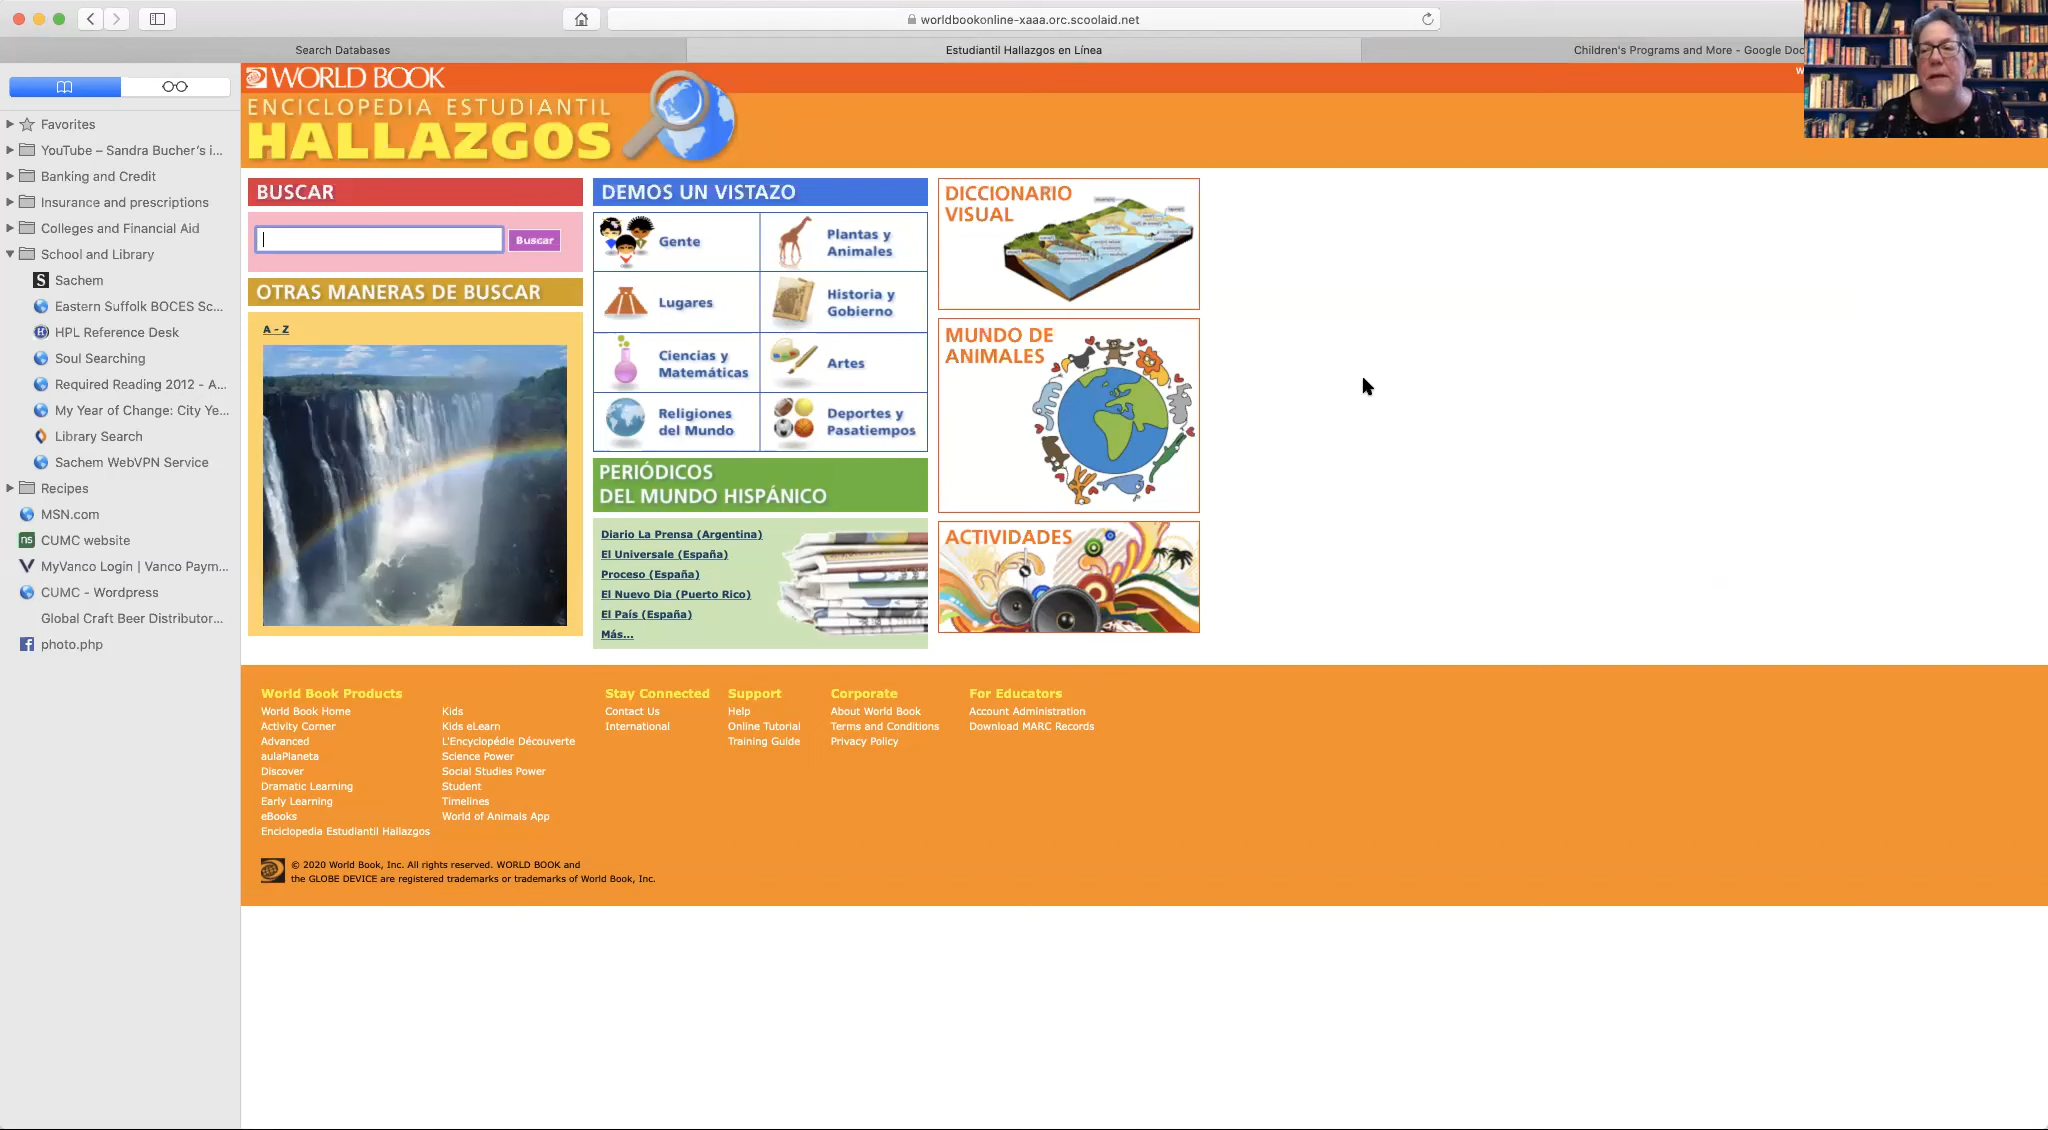 worldbookonline-xaaa.orc.scoolaid.net
Search Databases
Estudiantil Hallazgos en Línea
Children's Programs and More - Google Doc
Favorites
YouTube – Sandra Bucher's i...
Banking and Credit
Insurance and prescriptions
Colleges and Financial Aid
School and Library
Sachem
Eastern Suffolk BOCES Sc...
HPL Reference Desk
Soul Searching
Required Reading 2012 - A...
My Year of Change: City Ye...
Library Search
Sachem WebVPN Service
Recipes
MSN.com
CUMC website
MyVanco Login | Vanco Paym...
CUMC - Wordpress
Global Craft Beer Distributor...
photo.php
WORLD BOOK
ENCICLOPEDIA ESTUDIANTIL
HALLAZGOS
BUSCAR
Buscar
OTRAS MANERAS DE BUSCAR
A - Z
DEMOS UN VISTAZO
Gente
Plantas y
Animales
Lugares
Historia y
Gobierno
Ciencias y
Matemáticas
Artes
Religiones
del Mundo
Deportes y
Pasatiempos
PERIÓDICOS
DEL MUNDO HISPÁNICO
Diario La Prensa (Argentina)
El Universale (España)
Proceso (España)
El Nuevo Dia (Puerto Rico)
El País (España)
Más...
DICCIONARIO
VISUAL
MUNDO DE
ANIMALES
ACTIVIDADES
World Book Products
World Book Home
Activity Corner
Advanced
aulaPlaneta
Discover
Dramatic Learning
Early Learning
eBooks
Enciclopedia Estudiantil Hallazgos
Kids
Kids eLearn
L'Encyclopédie Découverte
Science Power
Social Studies Power
Student
Timelines
World of Animals App
Stay Connected
Contact Us
International
Support
Help
Online Tutorial
Training Guide
Corporate
About World Book
Terms and Conditions
Privacy Policy
For Educators
Account Administration
Download MARC Records
© 2020 World Book, Inc. All rights reserved. WORLD BOOK and
the GLOBE DEVICE are registered trademarks or trademarks of World Book, Inc.